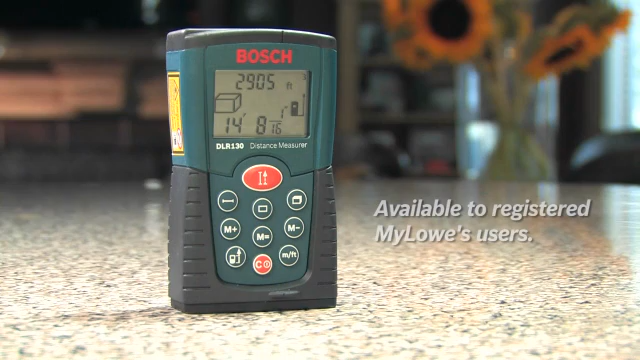 BOSCH
2905 ft
14' 8 7/16
DLR130 Distance Measurer
M+ M= M-
C m/ft
Available to registered
MyLowe's users.